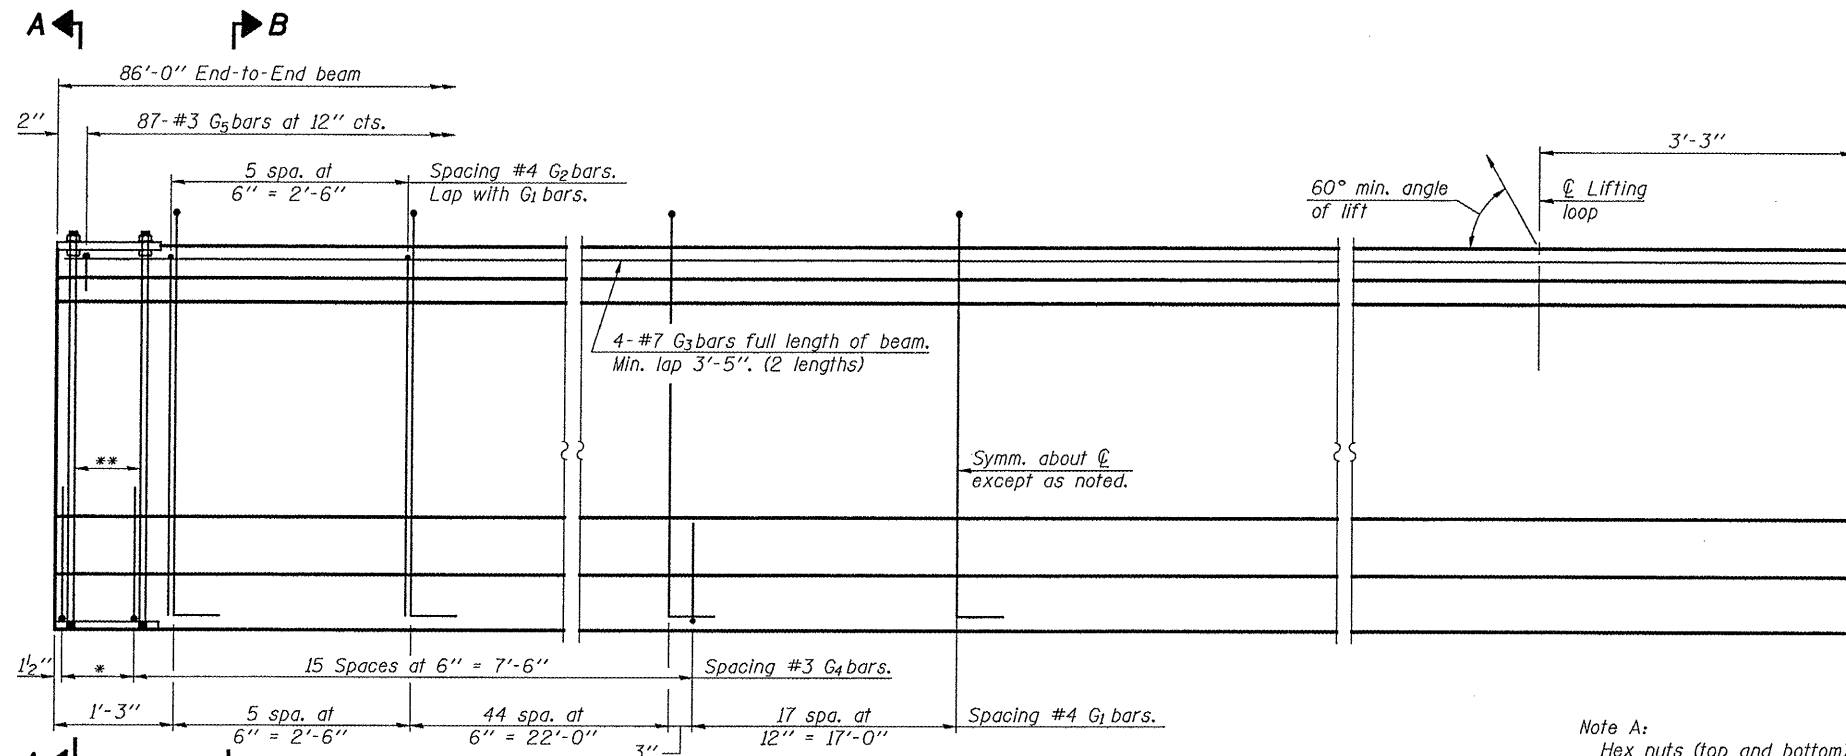 A B
86'-0" End-to-End beam
2"
87-#3 G5 bars at 12" cts.
5 spa. at
6" = 2'-6"
Spacing #4 G2 bars.
Lap with G1 bars.
60° min. angle
of lift
3'-3"
℄ Lifting
loop
4-#7 G3 bars full length of beam.
Min. lap 3'-5". (2 lengths)
**
Symm. about ℄
except as noted.
1½"
*
15 Spaces at 6" = 7'-6"
Spacing #3 G4 bars.
1'-3"
5 spa. at
6" = 2'-6"
44 spa. at
6" = 22'-0"
3"
17 spa. at
12" = 17'-0"
Spacing #4 G1 bars.
Note A:
Hex nuts (top and bottom)